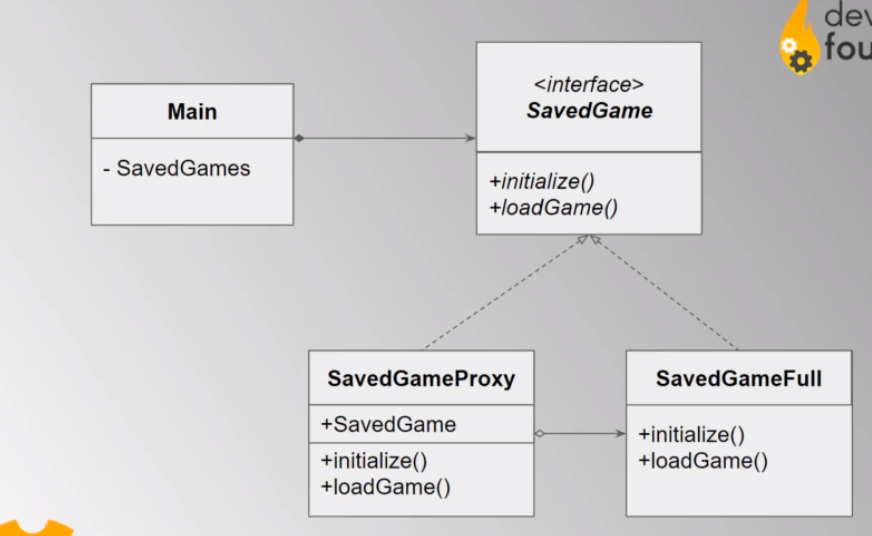 dev
fou
Main
- SavedGames
<interface>
SavedGame
+initialize()
+loadGame()
SavedGameProxy
+SavedGame
+initialize()
+loadGame()
SavedGameFull
+initialize()
+loadGame()